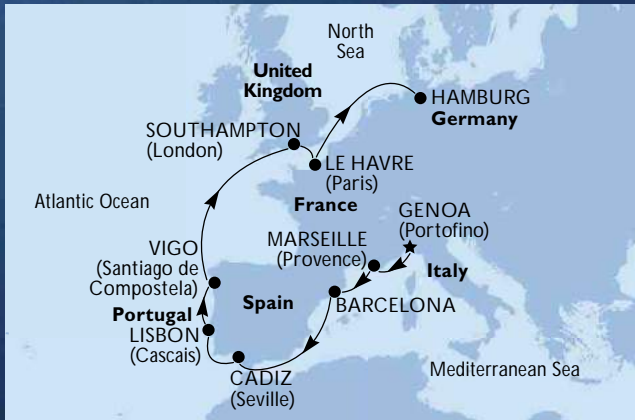 North
Sea
United
Kingdom
HAMBURG
Germany
SOUTHAMPTON
(London)
LE HAVRE
(Paris)
France
Atlantic Ocean
GENOA
(Portofino)
MARSEILLE
(Provence)
Italy
VIGO
(Santiago de
Compostela)
Spain
BARCELONA
Portugal
LISBON
(Cascais)
CADIZ
(Seville)
Mediterranean Sea